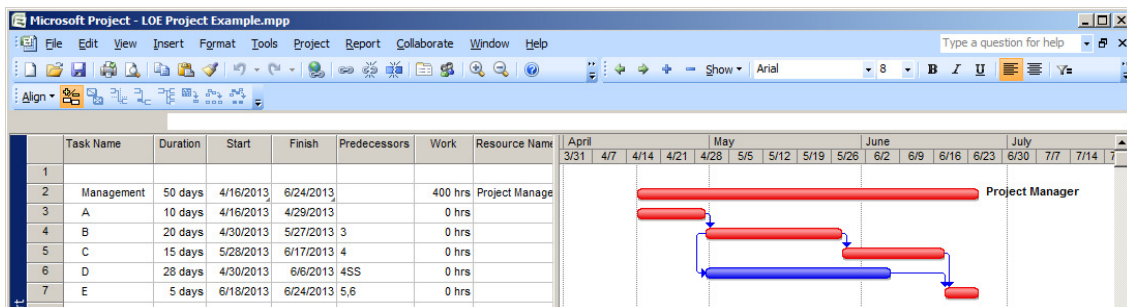 Microsoft Project - LOE Project Example.mpp
File Edit View Insert Format Tools Project Report Collaborate Window Help Type a question for help
Show Arial 8 B I U
Align
Task Name Duration Start Finish Predecessors Work Resource Name April May June July
3/31 4/7 4/14 4/21 4/28 5/5 5/12 5/19 5/26 6/2 6/9 6/16 6/23 6/30 7/7 7/14
1
2 Management 50 days 4/16/2013 6/24/2013 400 hrs Project Manage Project Manager
3 A 10 days 4/16/2013 4/29/2013 0 hrs
4 B 20 days 4/30/2013 5/27/2013 3 0 hrs
5 C 15 days 5/28/2013 6/17/2013 4 0 hrs
6 D 28 days 4/30/2013 6/6/2013 4SS 0 hrs
7 E 5 days 6/18/2013 6/24/2013 5,6 0 hrs